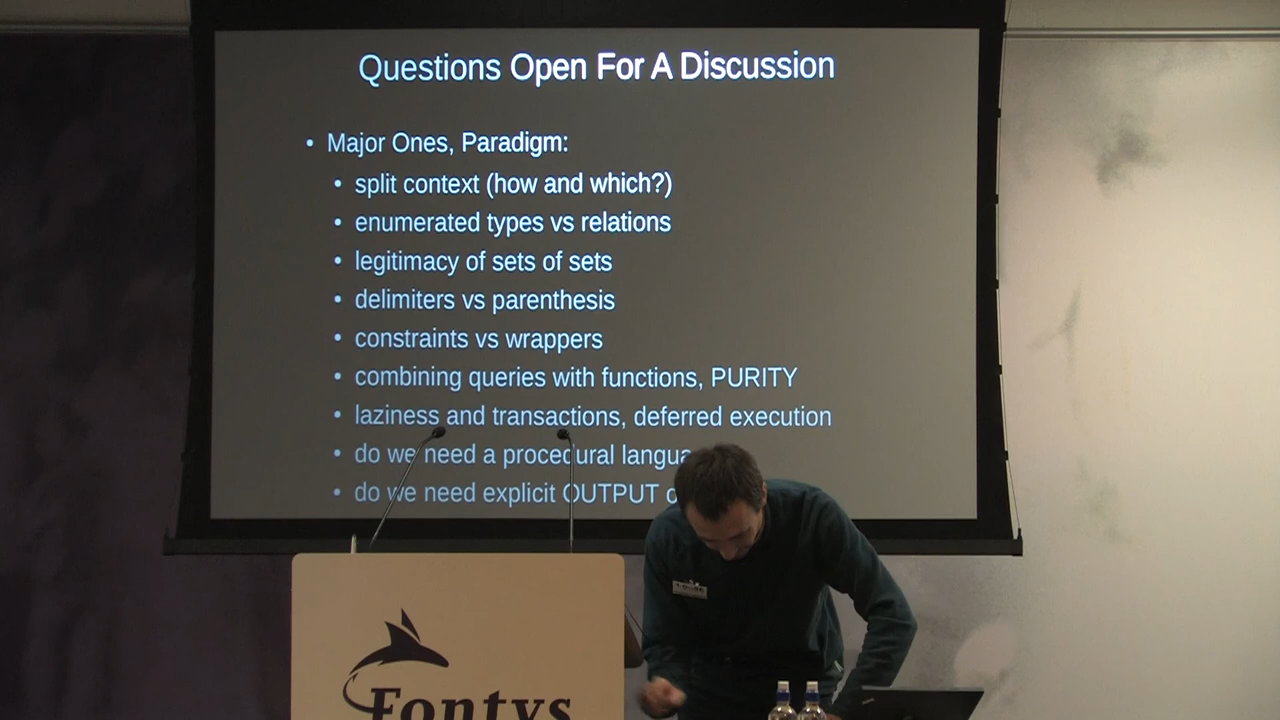 Questions Open For A Discussion
• Major Ones, Paradigm:
• split context (how and which?)
• enumerated types vs relations
• legitimacy of sets of sets
• delimiters vs parenthesis
• constraints vs wrappers
• combining queries with functions, PURITY
• laziness and transactions, deferred execution
• do we need a procedural
• do we need explicit OUTPUT
Fontys